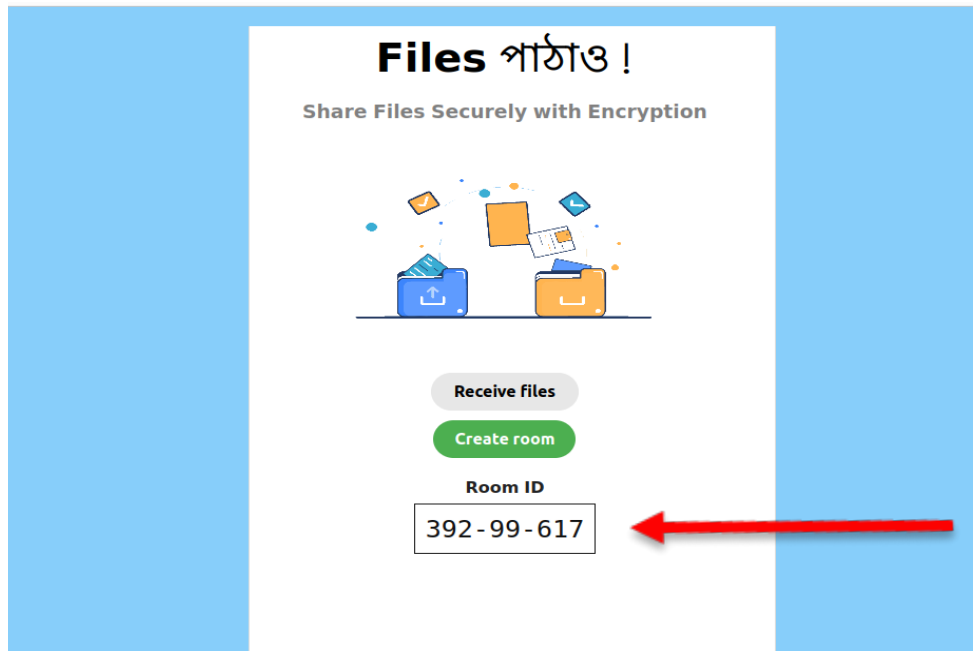 Files পাঠাও !
Share Files Securely with Encryption
Receive files
Create room
Room ID
392-99-617